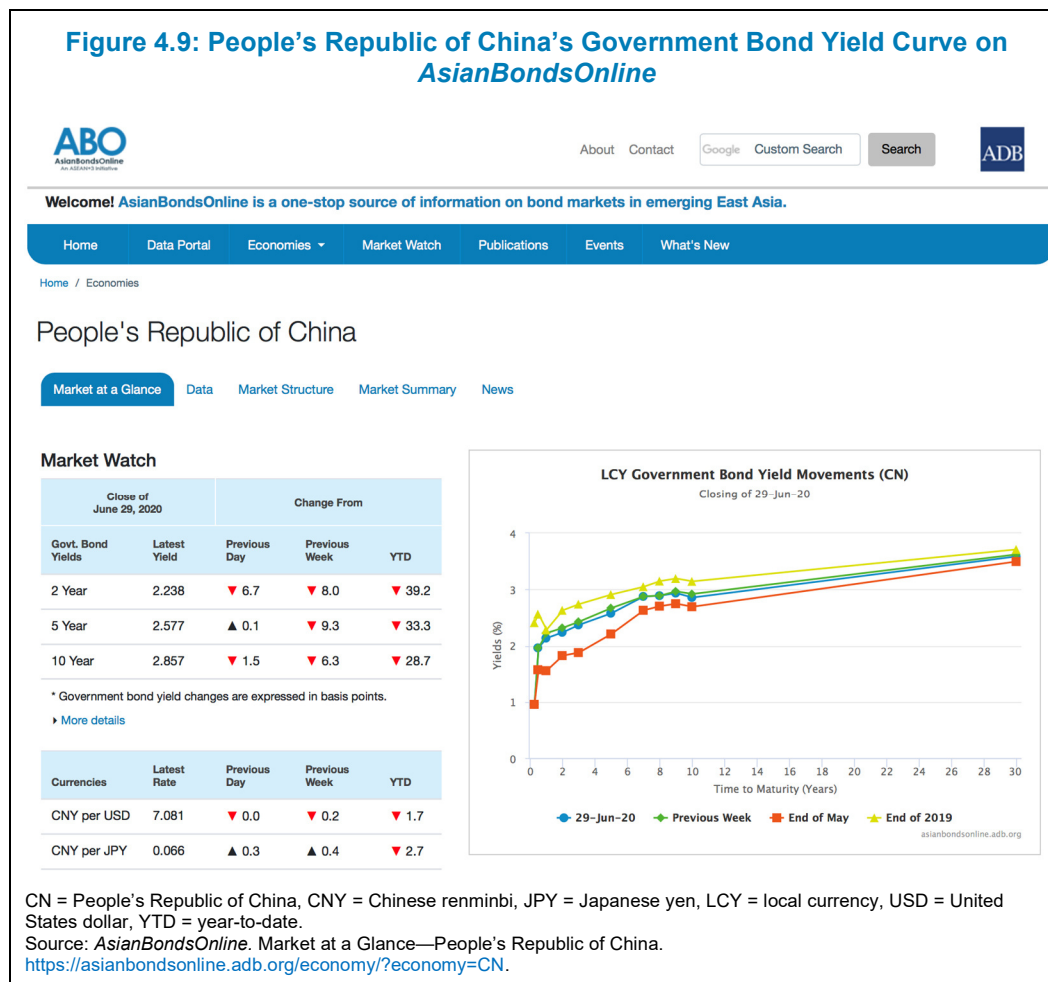 Figure 4.9: People’s Republic of China’s Government Bond Yield Curve on
AsianBondsOnline
ABO
AsianBondsOnline
An ASEAN+3 Initiative
About Contact Google Custom Search Search ADB
Welcome! AsianBondsOnline is a one-stop source of information on bond markets in emerging East Asia.
Home Data Portal Economies Market Watch Publications Events What's New
Home / Economies
People's Republic of China
Market at a Glance Data Market Structure Market Summary News
Market Watch
Close of
June 29, 2020
Change From
Govt. Bond
Yields
Latest
Yield
Previous
Day
Previous
Week
YTD
2 Year 2.238 ▼ 6.7 ▼ 8.0 ▼ 39.2
5 Year 2.577 ▲ 0.1 ▼ 9.3 ▼ 33.3
10 Year 2.857 ▼ 1.5 ▼ 6.3 ▼ 28.7
* Government bond yield changes are expressed in basis points.
More details
Currencies
Latest
Rate
Previous
Day
Previous
Week
YTD
CNY per USD 7.081 ▼ 0.0 ▼ 0.2 ▼ 1.7
CNY per JPY 0.066 ▲ 0.3 ▲ 0.4 ▼ 2.7
LCY Government Bond Yield Movements (CN)
Closing of 29-Jun-20
Yields (%)
4
3
2
1
0
0 2 4 6 8 10 12 14 16 18 20 22 24 26 28 30
Time to Maturity (Years)
29-Jun-20 Previous Week End of May End of 2019
asianbondsonline.adb.org
CN = People’s Republic of China, CNY = Chinese renminbi, JPY = Japanese yen, LCY = local currency, USD = United
States dollar, YTD = year-to-date.
Source: AsianBondsOnline. Market at a Glance—People’s Republic of China.
https://asianbondsonline.adb.org/economy/?economy=CN.